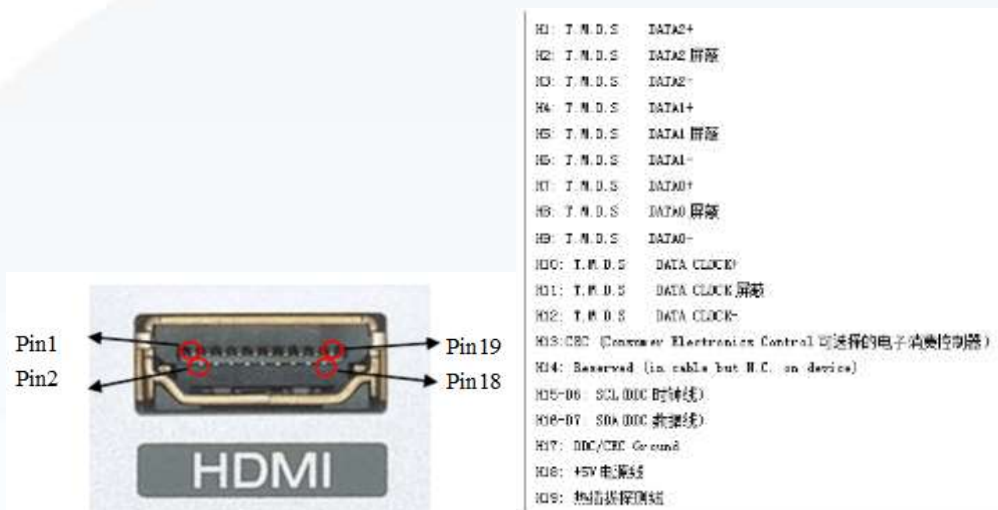 Pin1
Pin2
Pin19
Pin18
HDMI
H1: T.M.D.S DATA2+
H2: T.M.D.S DATA2 屏蔽
H3: T.M.D.S DATA2-
H4: T.M.D.S DATA1+
H5: T.M.D.S DATA1 屏蔽
H6: T.M.D.S DATA1-
H7: T.M.D.S DATA0+
H8: T.M.D.S DATA0 屏蔽
H9: T.M.D.S DATA0-
H10: T.M.D.S DATA CLOCK+
H11: T.M.D.S DATA CLOCK 屏蔽
H12: T.M.D.S DATA CLOCK-
H13:CEC (Consumer Electronics Control 可选择的电子消费控制器)
H14: Reserved (in cable but N.C. on device)
H15-D6 SCL(DDC 时钟线)
H16-D7 SDA(DDC 数据线)
H17: DDC/CEC Ground
H18: +5V 电源线
H19: 热插拔探测线